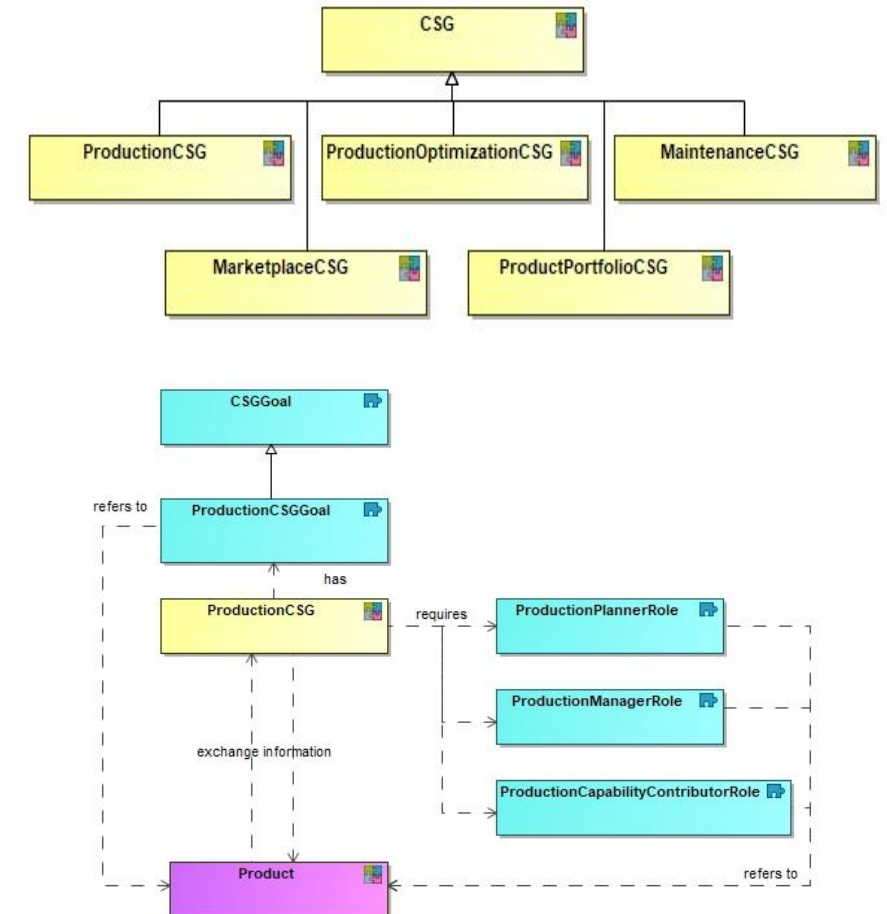 CSG
ProductionCSG
ProductionOptimizationCSG
MaintenanceCSG
MarketplaceCSG
ProductPortfolioCSG
CSGGoal
refers to
ProductionCSGGoal
has
ProductionCSG
requires
ProductionPlannerRole
ProductionManagerRole
exchange information
ProductionCapabilityContributorRole
Product
refers to